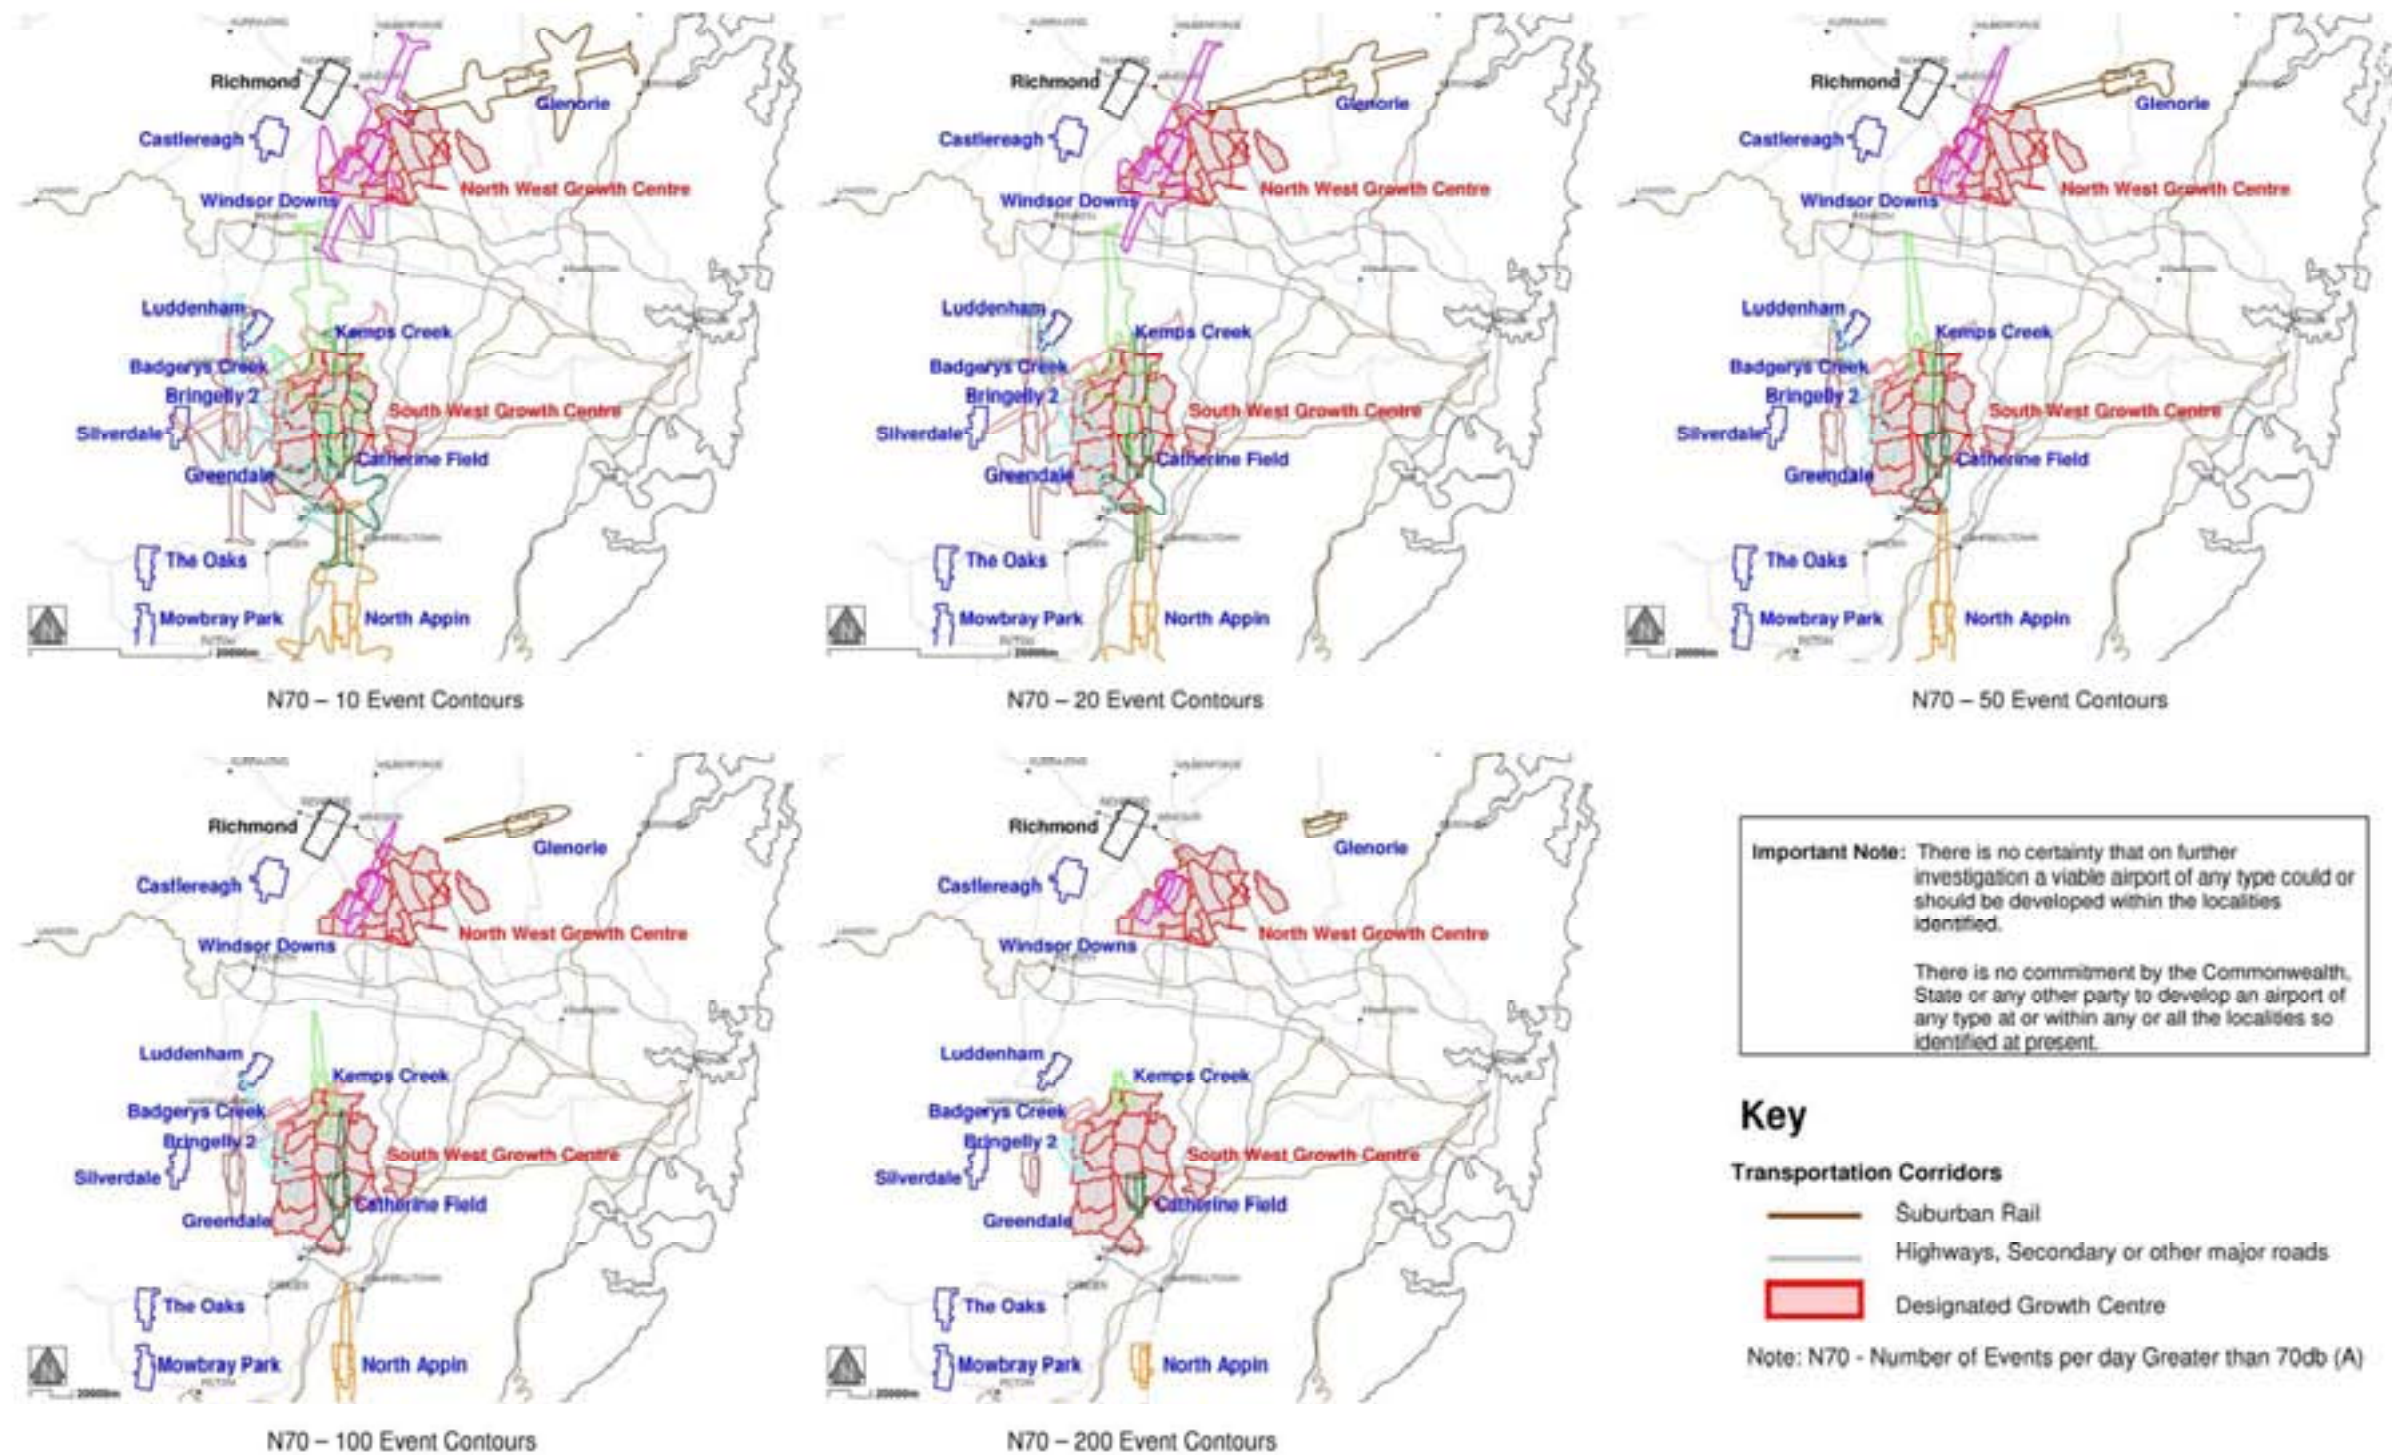 Richmond
Glenorie
Castlereagh
North West Growth Centre
Windsor Downs
Luddenham
Kemps Creek
Badgerys Creek
Bringelly 2
South West Growth Centre
Silverdale
Catherine Field
Greendale
The Oaks
Mowbray Park
North Appin
20000m
N70 – 10 Event Contours
Richmond
Glenorie
Castlereagh
North West Growth Centre
Windsor Downs
Luddenham
Kemps Creek
Badgerys Creek
Bringelly 2
South West Growth Centre
Silverdale
Catherine Field
Greendale
The Oaks
Mowbray Park
North Appin
20000m
N70 – 20 Event Contours
Richmond
Glenorie
Castlereagh
North West Growth Centre
Windsor Downs
Luddenham
Kemps Creek
Badgerys Creek
Bringelly 2
South West Growth Centre
Silverdale
Catherine Field
Greendale
The Oaks
Mowbray Park
North Appin
20000m
N70 – 50 Event Contours
Richmond
Glenorie
Castlereagh
North West Growth Centre
Windsor Downs
Luddenham
Kemps Creek
Badgerys Creek
Bringelly 2
South West Growth Centre
Silverdale
Catherine Field
Greendale
The Oaks
Mowbray Park
North Appin
20000m
N70 – 100 Event Contours
Richmond
Glenorie
Castlereagh
North West Growth Centre
Windsor Downs
Luddenham
Kemps Creek
Badgerys Creek
Bringelly 2
South West Growth Centre
Silverdale
Catherine Field
Greendale
The Oaks
Mowbray Park
North Appin
20000m
N70 – 200 Event Contours
Important Note: There is no certainty that on further
investigation a viable airport of any type could or
should be developed within the localities
identified.
There is no commitment by the Commonwealth,
State or any other party to develop an airport of
any type at or within any or all the localities so
identified at present.
Key
Transportation Corridors
Suburban Rail
Highways, Secondary or other major roads
Designated Growth Centre
Note: N70 - Number of Events per day Greater than 70db (A)